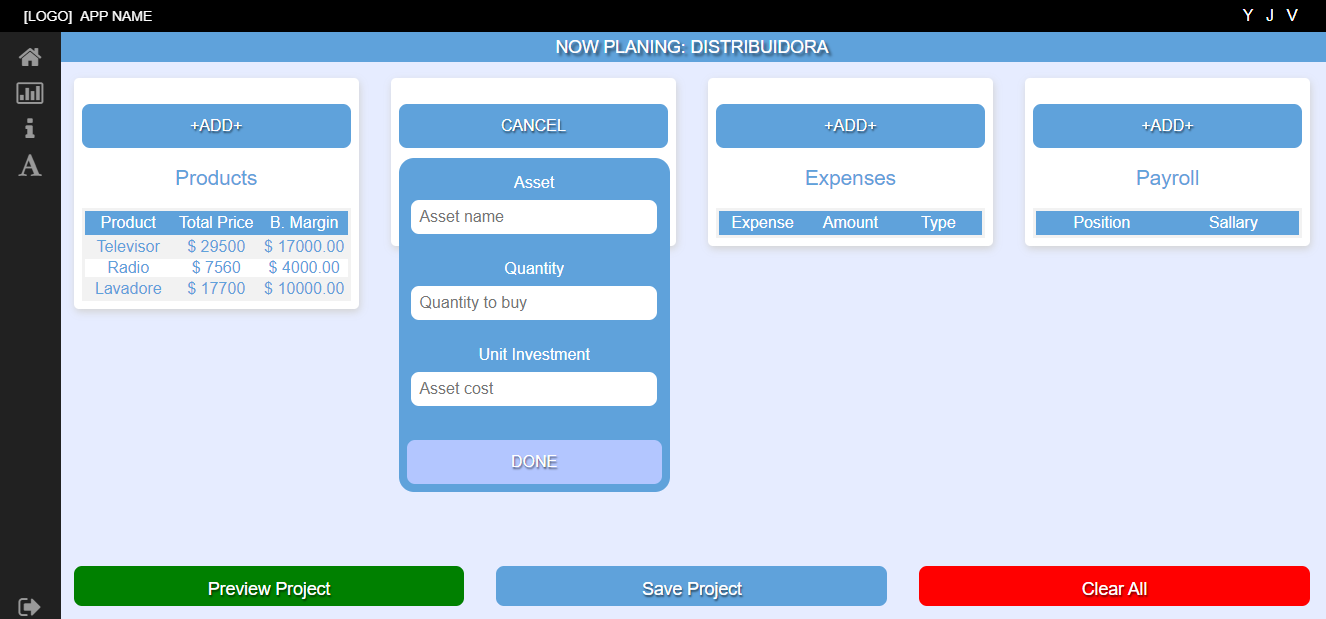 [LOGO] APP NAME
Y J V
NOW PLANING: DISTRIBUIDORA
+ADD+
Products
Product Total Price B. Margin
Televisor $ 29500 $ 17000.00
Radio $ 7560 $ 4000.00
Lavadore $ 17700 $ 10000.00
CANCEL
Asset
Asset name
Quantity
Quantity to buy
Unit Investment
Asset cost
DONE
+ADD+
Expenses
Expense Amount Type
+ADD+
Payroll
Position Sallary
Preview Project
Save Project
Clear All